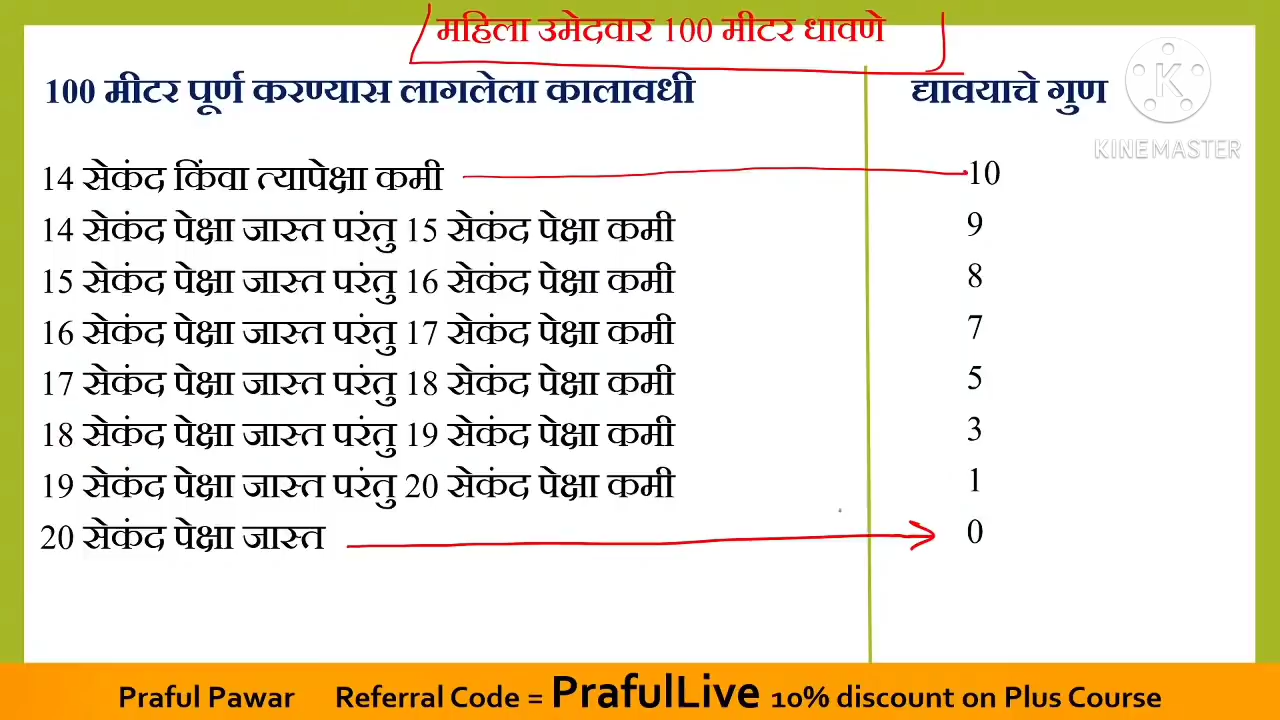 महिला उमेदवार 100 मीटर धावणे
100 मीटर पूर्ण करण्यास लागलेला कालावधी द्यावयाचे गुण
K
KINEMASTER
14 सेकंद किंवा त्यापेक्षा कमी 10
14 सेकंद पेक्षा जास्त परंतु 15 सेकंद पेक्षा कमी 9
15 सेकंद पेक्षा जास्त परंतु 16 सेकंद पेक्षा कमी 8
16 सेकंद पेक्षा जास्त परंतु 17 सेकंद पेक्षा कमी 7
17 सेकंद पेक्षा जास्त परंतु 18 सेकंद पेक्षा कमी 5
18 सेकंद पेक्षा जास्त परंतु 19 सेकंद पेक्षा कमी 3
19 सेकंद पेक्षा जास्त परंतु 20 सेकंद पेक्षा कमी 1
20 सेकंद पेक्षा जास्त 0
Praful Pawar Referral Code = PrafulLive 10% discount on Plus Course